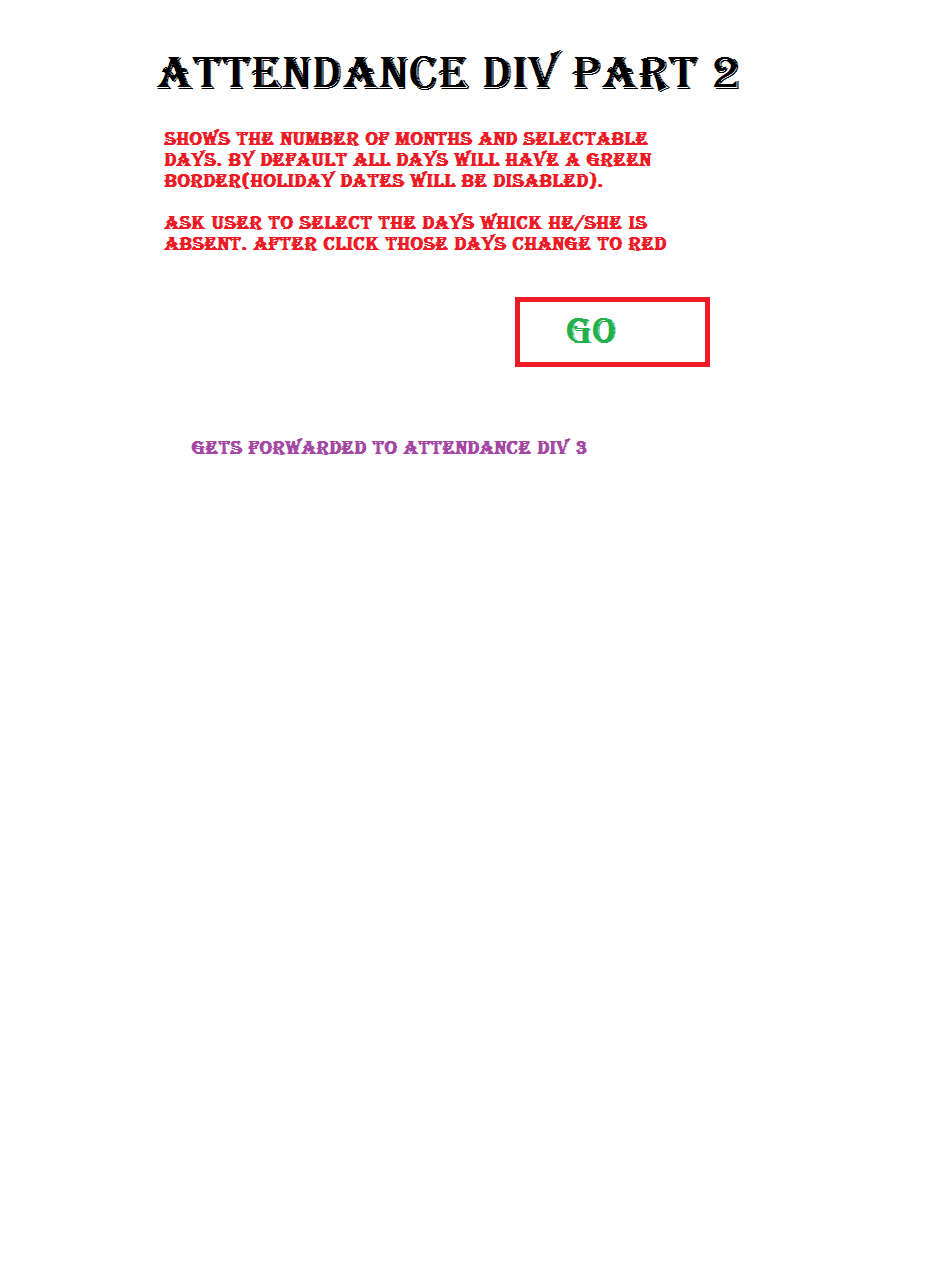 ATTENDANCE DIV PART 2
SHOWS THE NUMBER OF MONTHS AND SELECTABLE
DAYS. BY DEFAULT ALL DAYS WILL HAVE A GREEN
BORDER(HOLIDAY DATES WILL BE DISABLED).
ASK USER TO SELECT THE DAYS WHICK HE/SHE IS
ABSENT. AFTER CLICK THOSE DAYS CHANGE TO RED
GO
GETS FORWARDED TO ATTENDANCE DIV 3